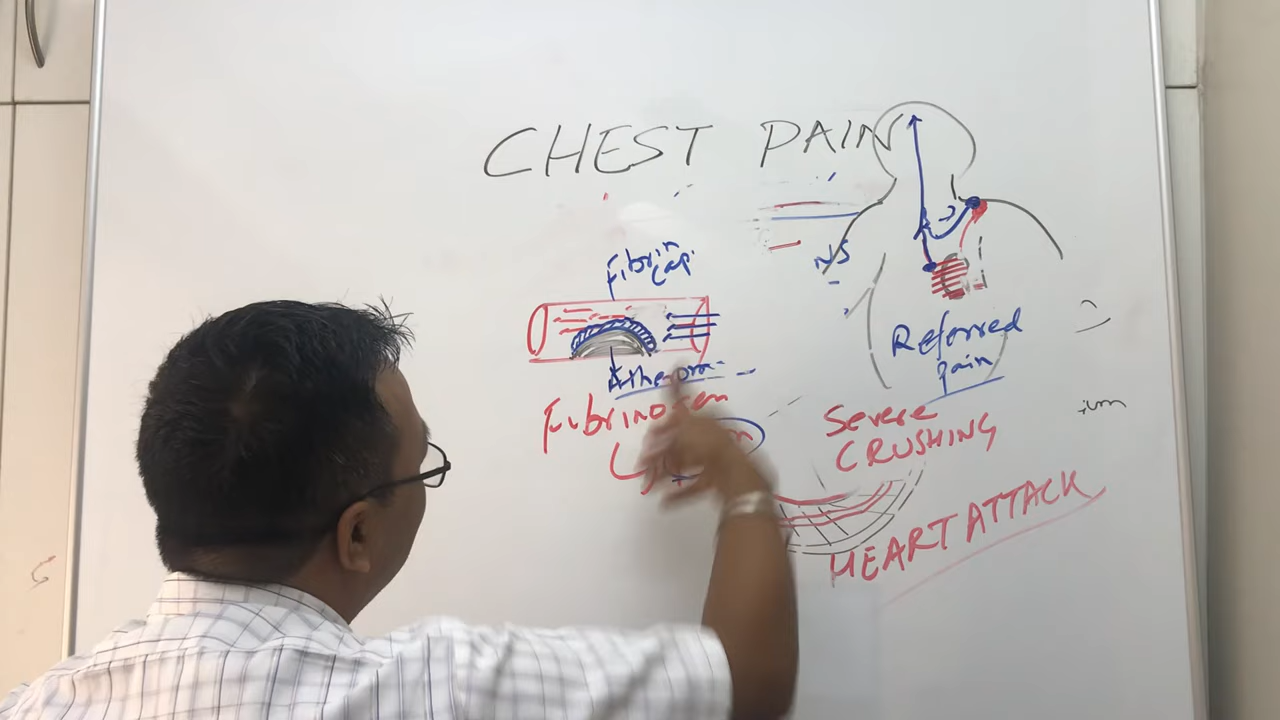 CHEST PAIN
Fibrin
Cap
NS
Referred
pain
Fibrinogen
Severe
CRUSHING
HEART ATTACK